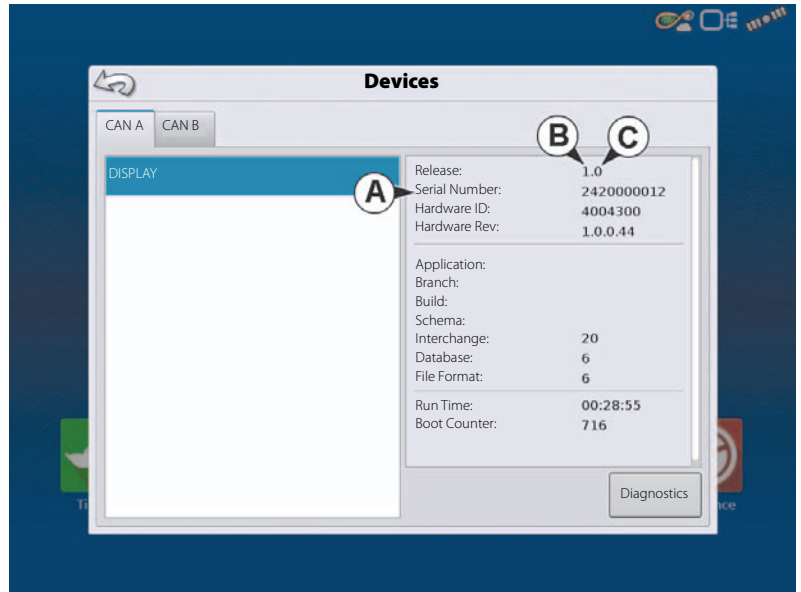 Devices
CAN A CAN B
B C
DISPLAY
A
Release: 1.0
Serial Number: 2420000012
Hardware ID: 4004300
Hardware Rev: 1.0.0.44
Application:
Branch:
Build:
Schema:
Interchange: 20
Database: 6
File Format: 6
Run Time: 00:28:55
Boot Counter: 716
Diagnostics
Ti
nce